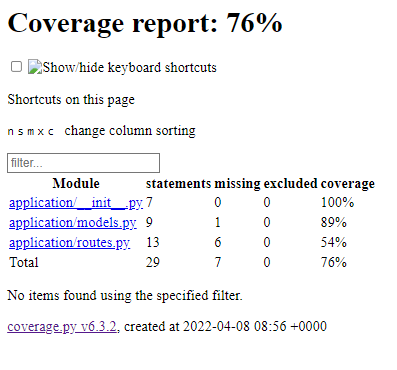 Coverage report: 76%
Show/hide keyboard shortcuts
Shortcuts on this page
n s m x c change column sorting
filter...
Module statements missing excluded coverage
application/__init__.py 7 0 0 100%
application/models.py 9 1 0 89%
application/routes.py 13 6 0 54%
Total 29 7 0 76%
No items found using the specified filter.
coverage.py v6.3.2, created at 2022-04-08 08:56 +0000